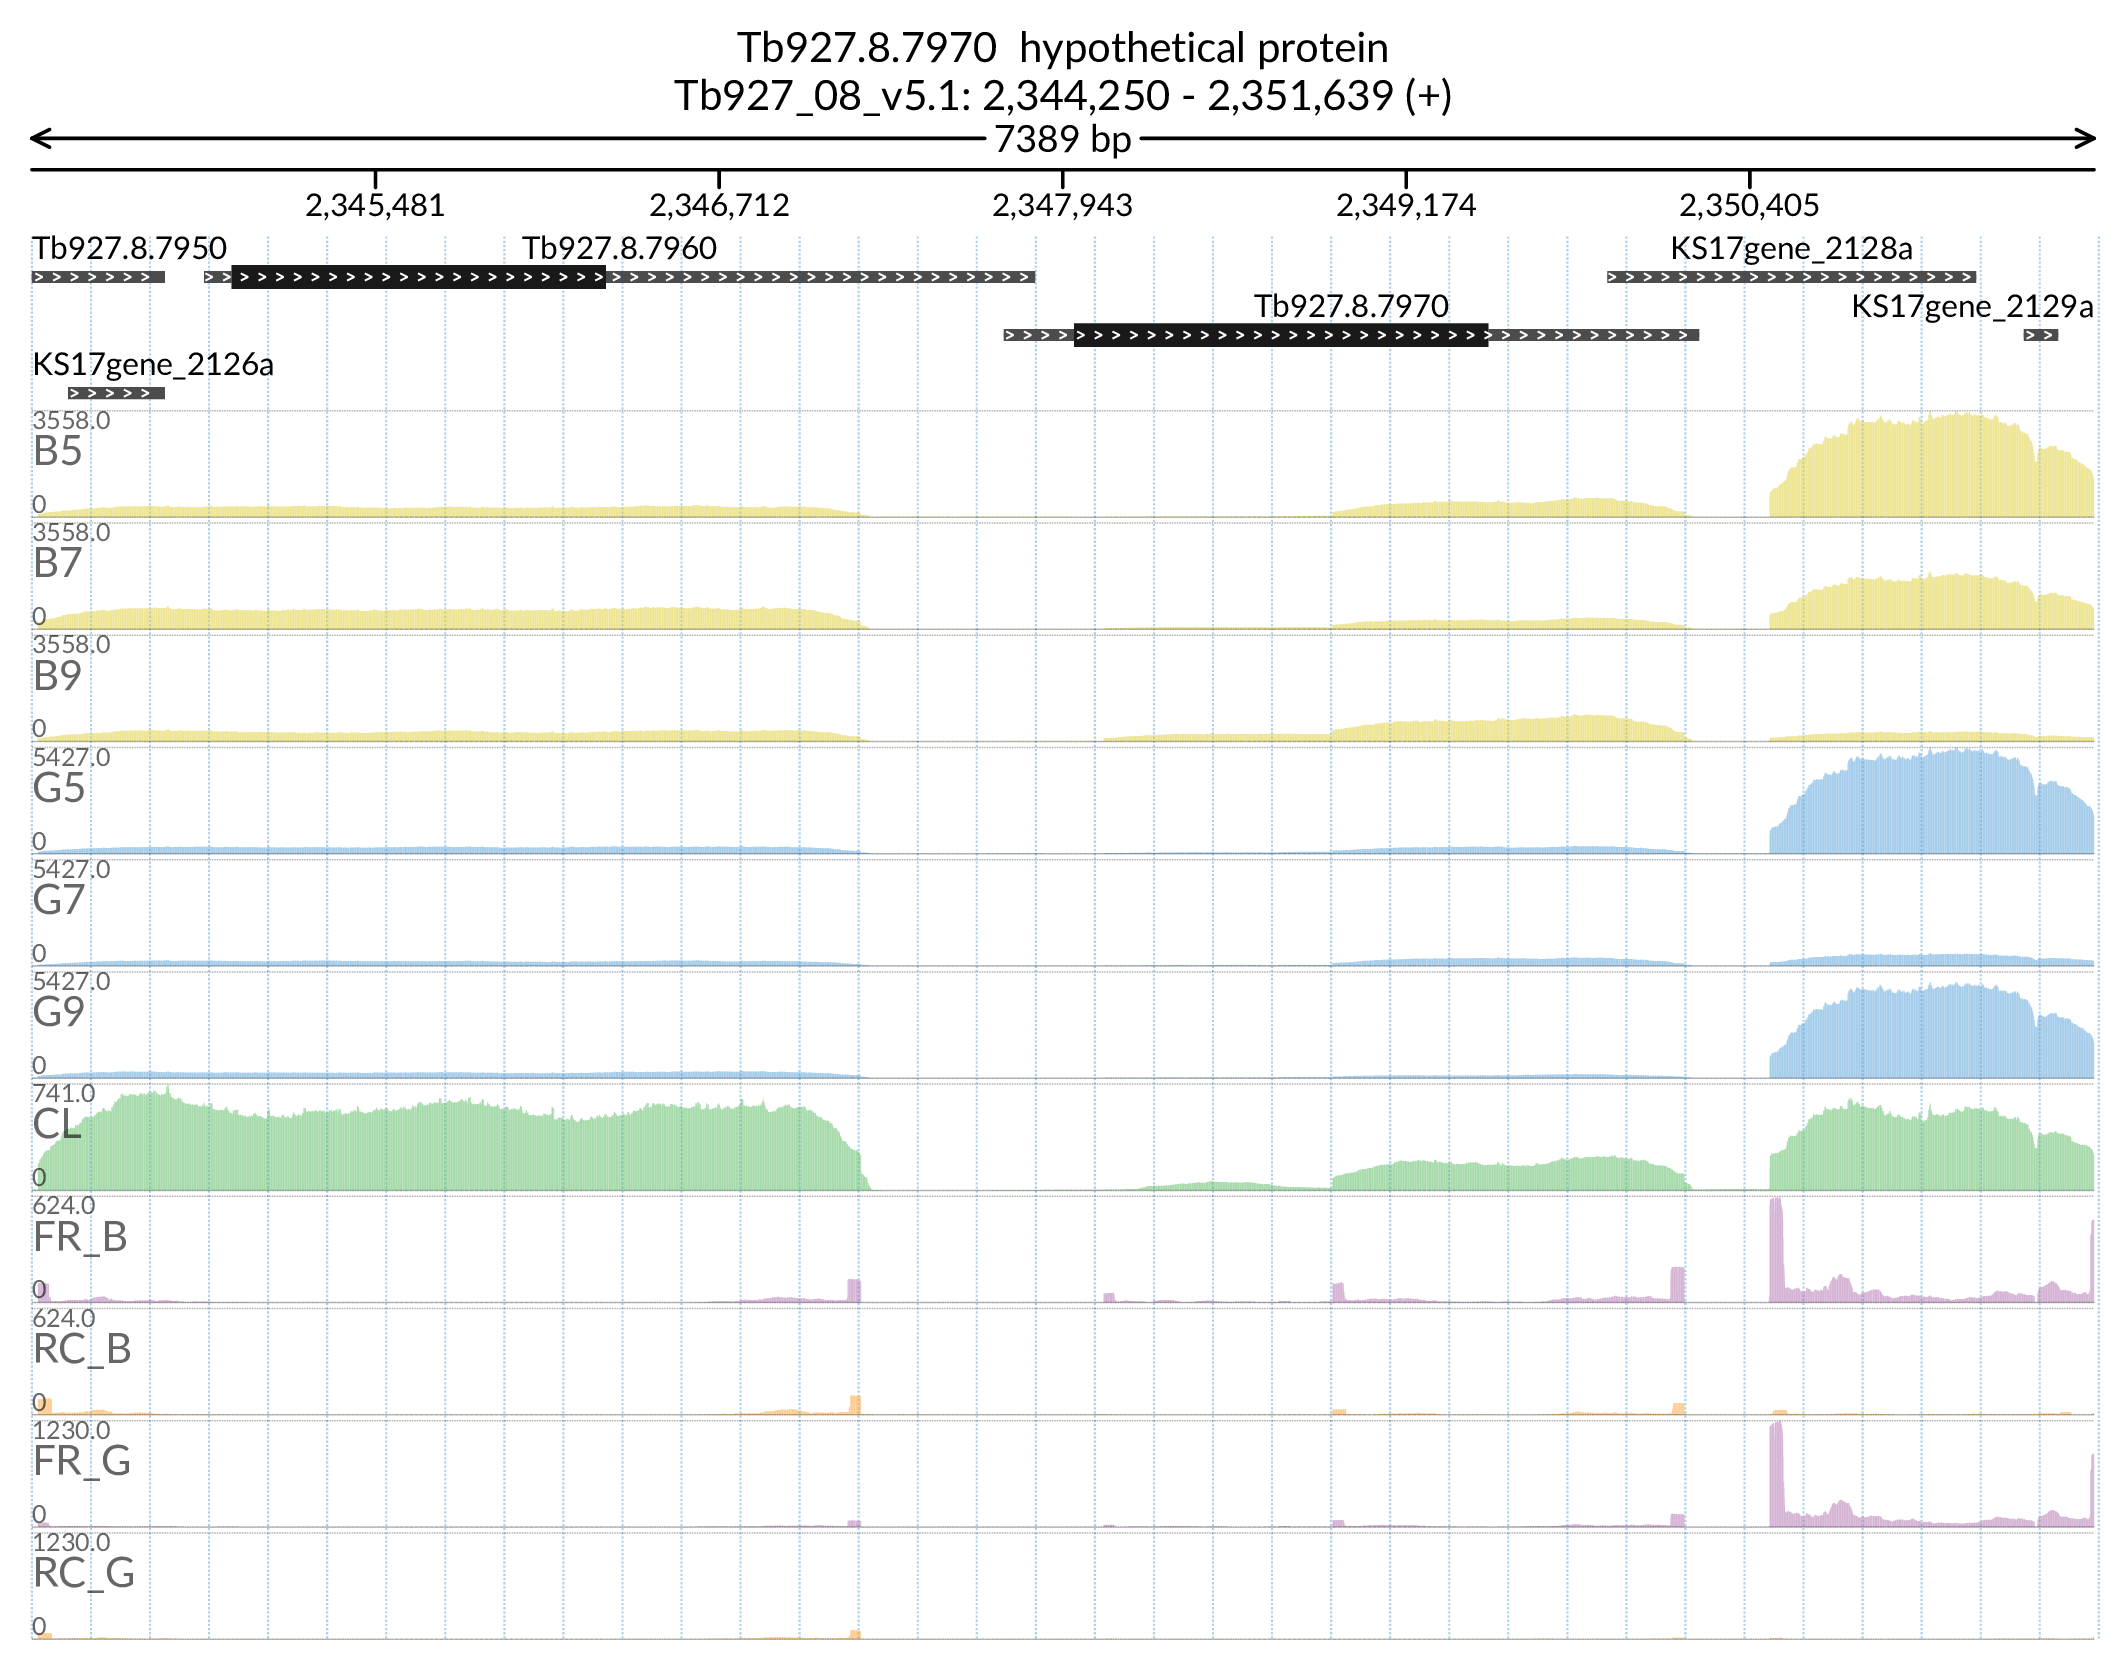 Tb927.8.7970  hypothetical protein
Tb927_08_v5.1: 2,344,250 - 2,351,639 (+)
7389 bp
2,345,481 2,346,712 2,347,943 2,349,174 2,350,405
Tb927.8.7950 Tb927.8.7960 KS17gene_2128a
Tb927.8.7970 KS17gene_2129a
KS17gene_2126a
3558.0
B5
0
3558.0
B7
0
3558.0
B9
0
5427.0
G5
0
5427.0
G7
0
5427.0
G9
0
741.0
CL
0
624.0
FR_B
0
624.0
RC_B
0
1230.0
FR_G
0
1230.0
RC_G
0